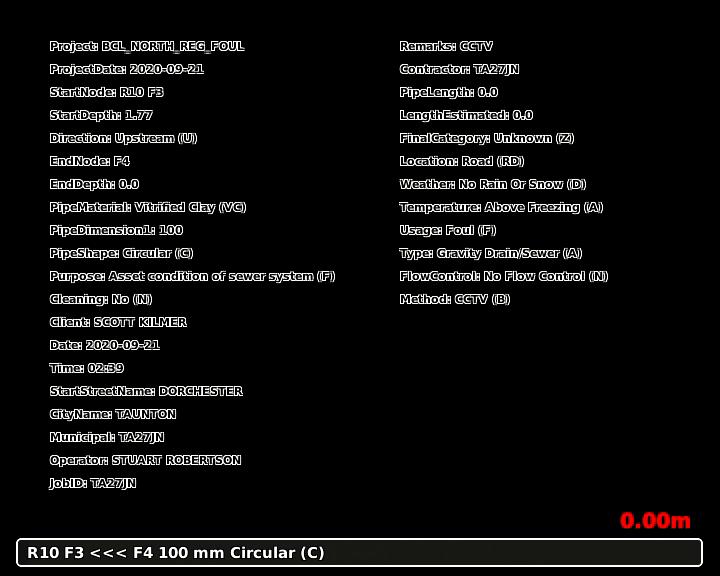 Project: BCL_NORTH_REG_FOUL
ProjectDate: 2020-09-21
StartNode: R10 F3
StartDepth: 1.77
Direction: Upstream (U)
EndNode: F4
EndDepth: 0.0
PipeMaterial: Vitrified Clay (VC)
PipeDimension1: 100
PipeShape: Circular (C)
Purpose: Asset condition of sewer system (F)
Cleaning: No (N)
Client: SCOTT KILMER
Date: 2020-09-21
Time: 02:39
StartStreetName: DORCHESTER
CityName: TAUNTON
Municipal: TA27JN
Operator: STUART ROBERTSON
JobID: TA27JN
Remarks: CCTV
Contractor: TA27JN
PipeLength: 0.0
LengthEstimated: 0.0
FinalCategory: Unknown (Z)
Location: Road (RD)
Weather: No Rain Or Snow (D)
Temperature: Above Freezing (A)
Usage: Foul (F)
Type: Gravity Drain/Sewer (A)
FlowControl: No Flow Control (N)
Method: CCTV (B)
0.00m
R10 F3 <<< F4 100 mm Circular (C)